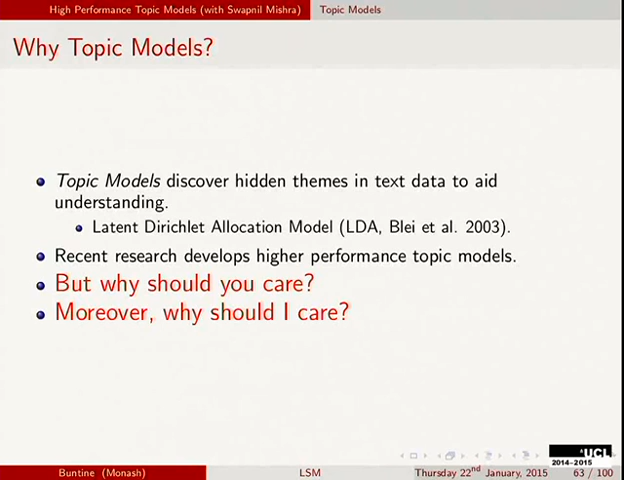 High Performance Topic Models (with Swapnil Mishra) Topic Models
Why Topic Models?
Topic Models discover hidden themes in text data to aid
understanding.
Latent Dirichlet Allocation Model (LDA, Blei et al. 2003).
Recent research develops higher performance topic models.
But why should you care?
Moreover, why should I care?
UCL
2014-2015
Buntine (Monash) LSM Thursday 22nd January, 2015 63 / 100